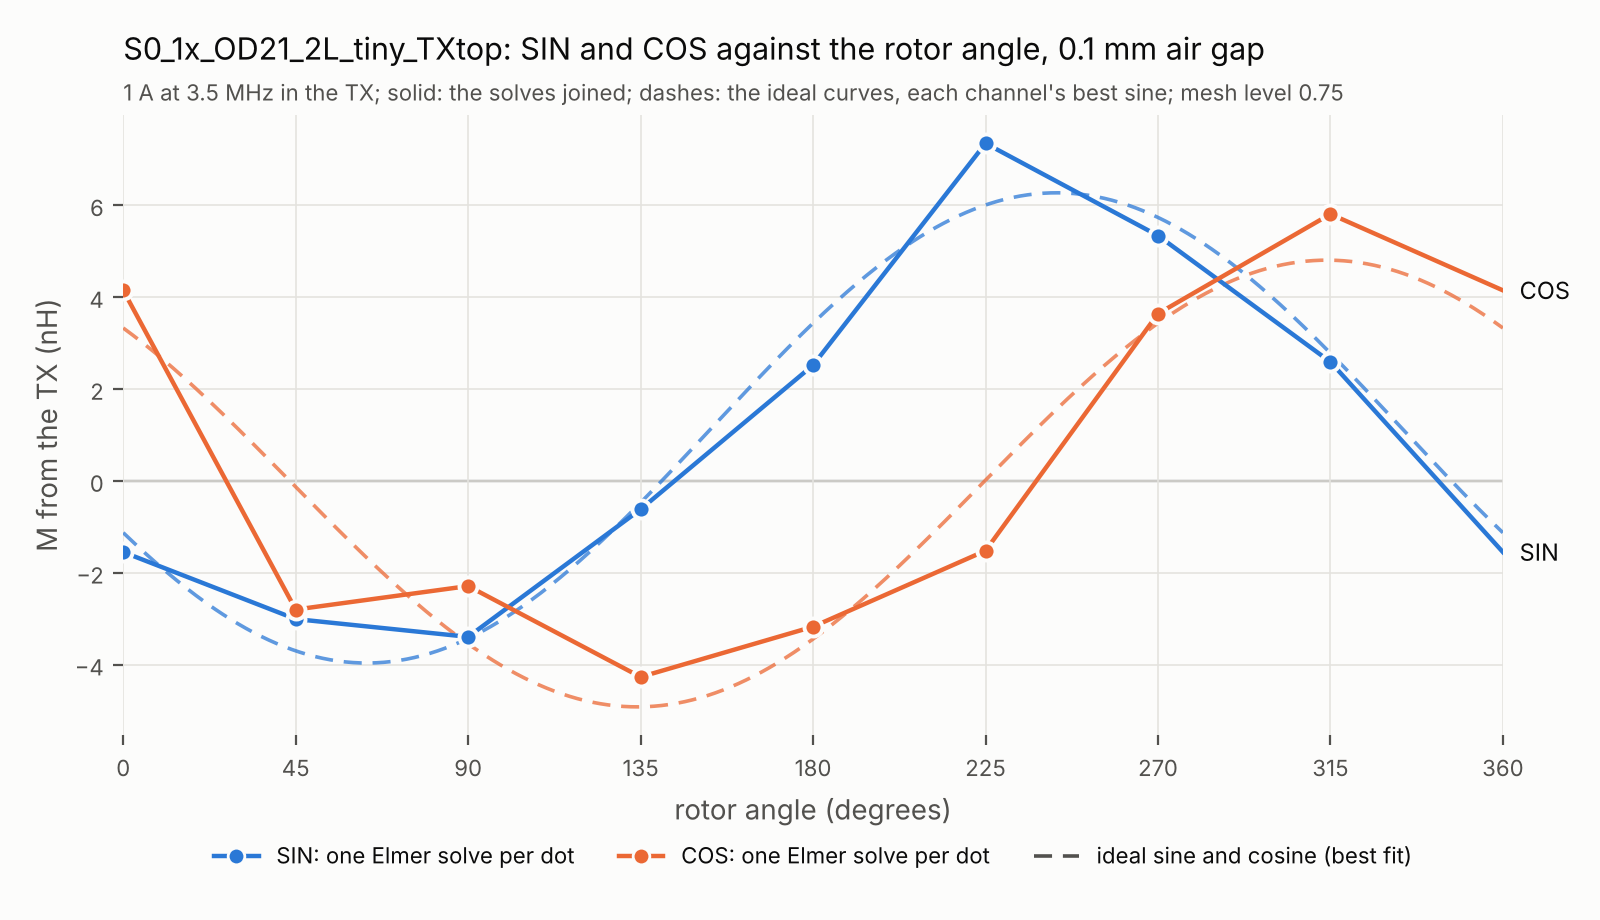 S0_1x_OD21_2L_tiny_TXtop: SIN and COS against the rotor angle, 0.1 mm air gap
1 A at 3.5 MHz in the TX; solid: the solves joined; dashes: the ideal curves, each channel's best sine; mesh level 0.75
M from the TX (nH)
6
4
2
0
−2
−4
COS
SIN
0 45 90 135 180 225 270 315 360
rotor angle (degrees)
SIN: one Elmer solve per dot COS: one Elmer solve per dot ideal sine and cosine (best fit)